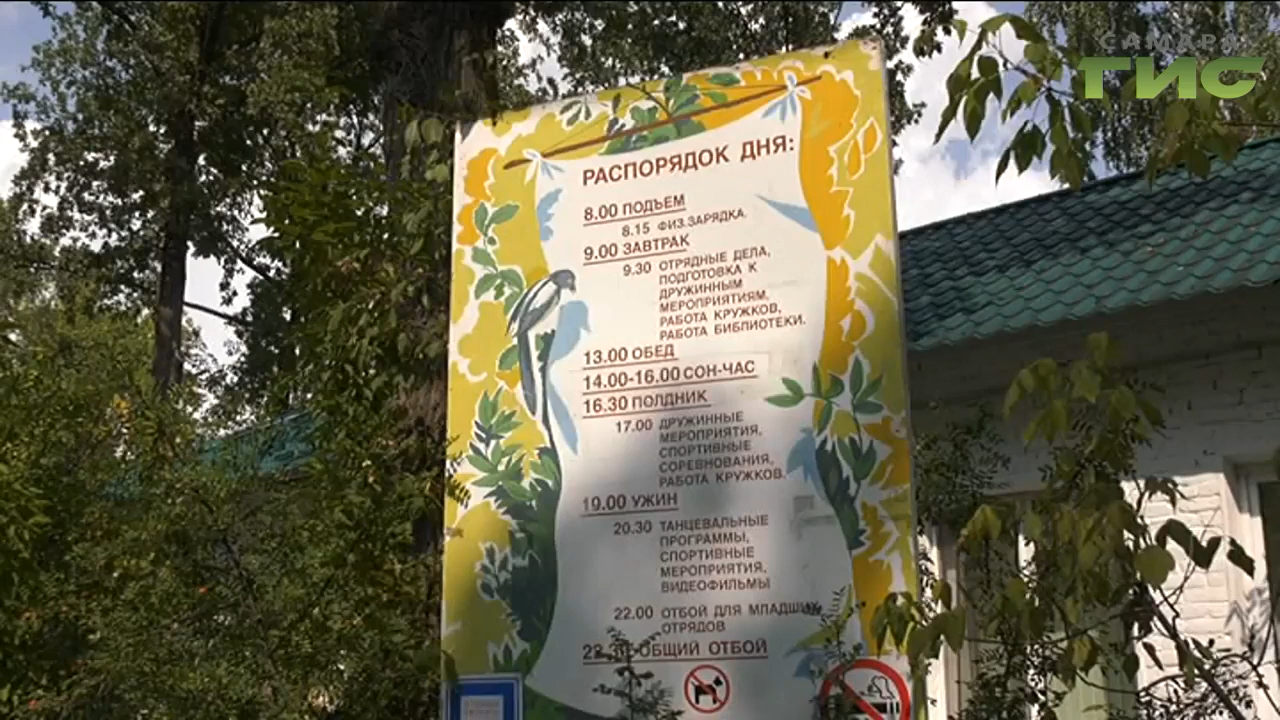 САМАРА
ГИС
РАСПОРЯДОК ДНЯ:
8.00 ПОДЪЕМ
8.15 ФИЗ.ЗАРЯДКА.
9.00 ЗАВТРАК
9.30 ОТРЯДНЫЕ ДЕЛА,
ПОДГОТОВКА К
ДРУЖИННЫМ
МЕРОПРИЯТИЯМ,
РАБОТА КРУЖКОВ,
РАБОТА БИБЛИОТЕКИ.
13.00 ОБЕД
14.00-16.00 СОН-ЧАС
16.30 ПОЛДНИК
17.00 ДРУЖИННЫЕ
МЕРОПРИЯТИЯ,
СПОРТИВНЫЕ
СОРЕВНОВАНИЯ,
РАБОТА КРУЖКОВ.
19.00 УЖИН
20.30 ТАНЦЕВАЛЬНЫЕ
ПРОГРАММЫ,
СПОРТИВНЫЕ
МЕРОПРИЯТИЯ,
ВИДЕОФИЛЬМЫ
22.00 ОТБОЙ ДЛЯ МЛАДШИХ
ОТРЯДОВ
22.30 ОБЩИЙ ОТБОЙ